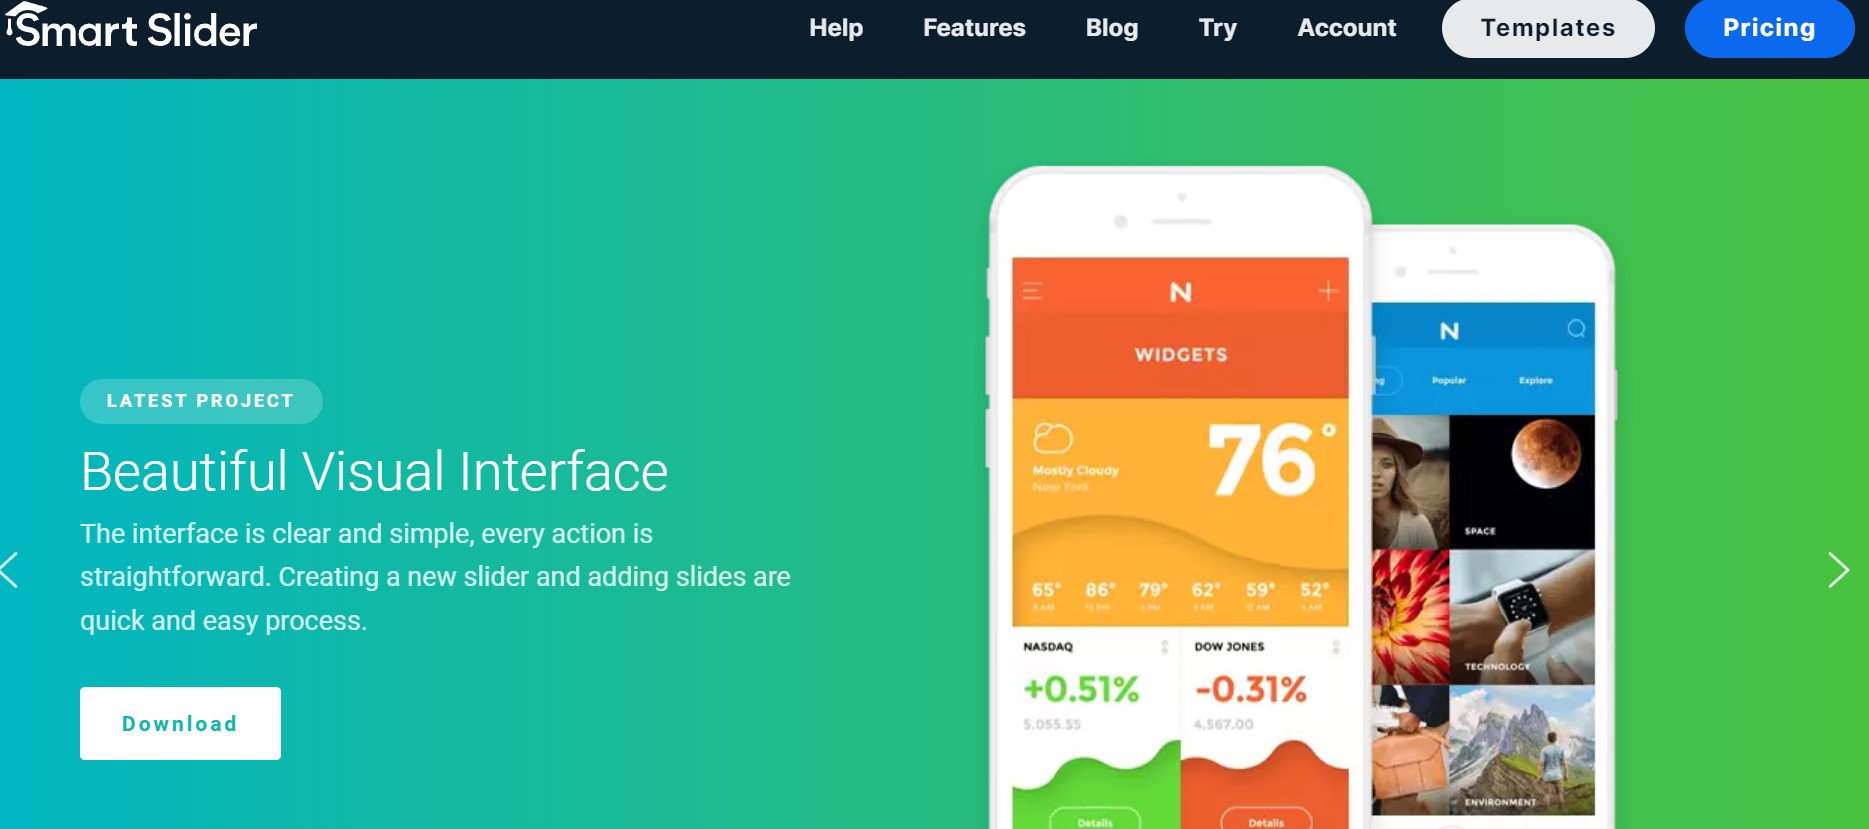 Smart Slider
Help
Features
Blog
Try
Account
Templates
Pricing
LATEST PROJECT
Beautiful Visual Interface
The interface is clear and simple, every action is
straightforward. Creating a new slider and adding slides are
quick and easy process.
Download
N
WIDGETS
Mostly Cloudy
New York
76°
65° 86° 79° 62° 59° 52°
NASDAQ
+0.51%
5,055.55
Details
DOW JONES
-0.31%
4,567.00
Details
N
Popular
Explore
SPACE
TECHNOLOGY
ENVIRONMENT